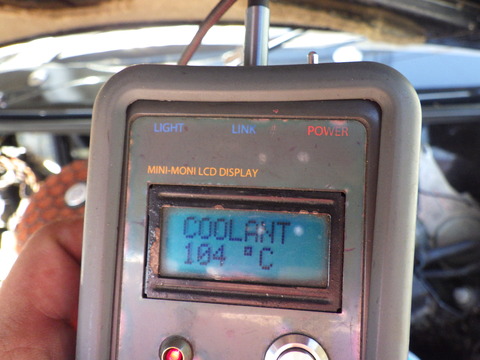 LIGHT LINK POWER
MINI-MONI LCD DISPLAY
COOLANT
104 °C